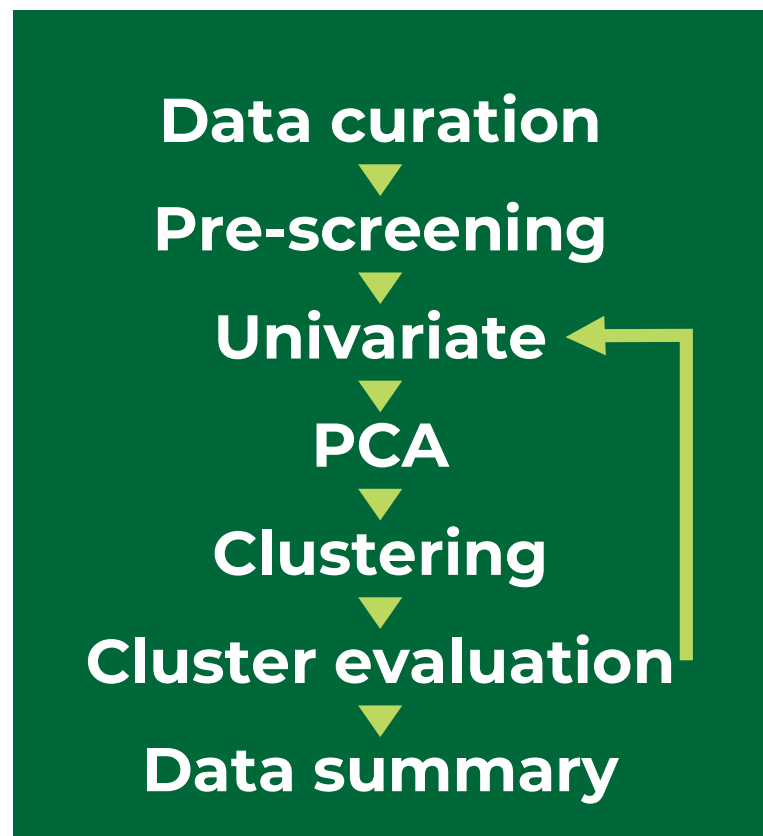 Data curation
Pre-screening
Univariate
PCA
Clustering
Cluster evaluation
Data summary